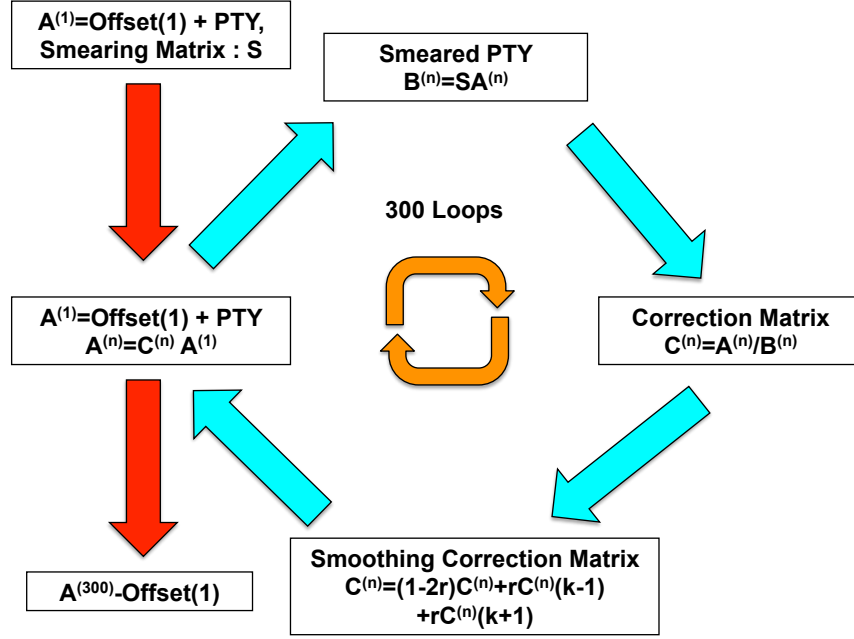 A⁽¹⁾=Offset(1) + PTY,
Smearing Matrix : S
Smeared PTY
B⁽ⁿ⁾=SA⁽ⁿ⁾
300 Loops
A⁽¹⁾=Offset(1) + PTY
A⁽ⁿ⁾=C⁽ⁿ⁾ A⁽¹⁾
Correction Matrix
C⁽ⁿ⁾=A⁽ⁿ⁾/B⁽ⁿ⁾
Smoothing Correction Matrix
C⁽ⁿ⁾=(1-2r)C⁽ⁿ⁾+rC⁽ⁿ⁾(k-1)
+rC⁽ⁿ⁾(k+1)
A⁽³⁰⁰⁾-Offset(1)